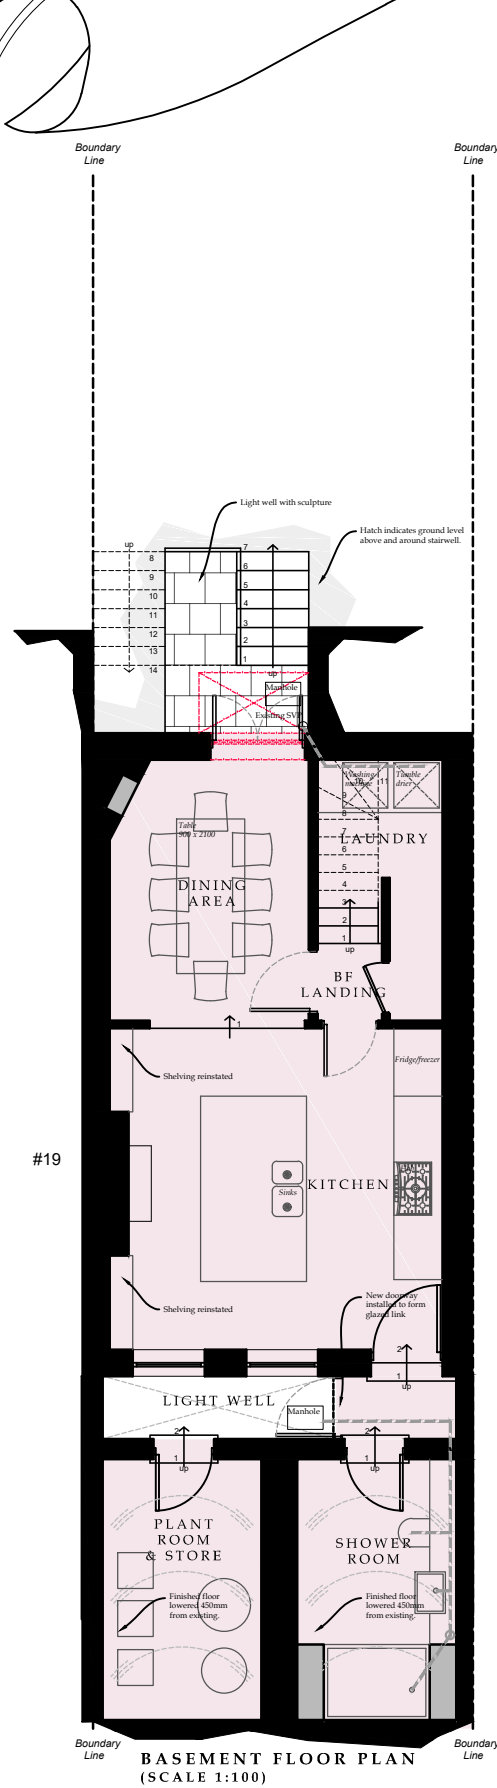 Boundary
Line
Boundary
Line
Light well with sculpture
Hatch indicates ground level
above and around stairwell.
up
8
9
10
11
12
13
14
7
6
5
4
3
2
1
up
Manhole
Existing SVP
Washing
machine
Tumble
drier
10
11
9
8
7
6
5
4
3
2
1
up
LAUNDRY
Table
900 x 2100
DINING
AREA
BF
LANDING
1
Shelving reinstated
Fridge/freezer
#19
KITCHEN
Sinks
Shelving reinstated
New doorway
installed to form
glazed link
2
1
up
LIGHT WELL
Manhole
2
1
up
2
1
up
PLANT
ROOM
& STORE
SHOWER
ROOM
Finished floor
lowered 450mm
from existing.
Finished floor
lowered 450mm
from existing.
Boundary
Line
Boundary
Line
BASEMENT FLOOR PLAN
(SCALE 1:100)